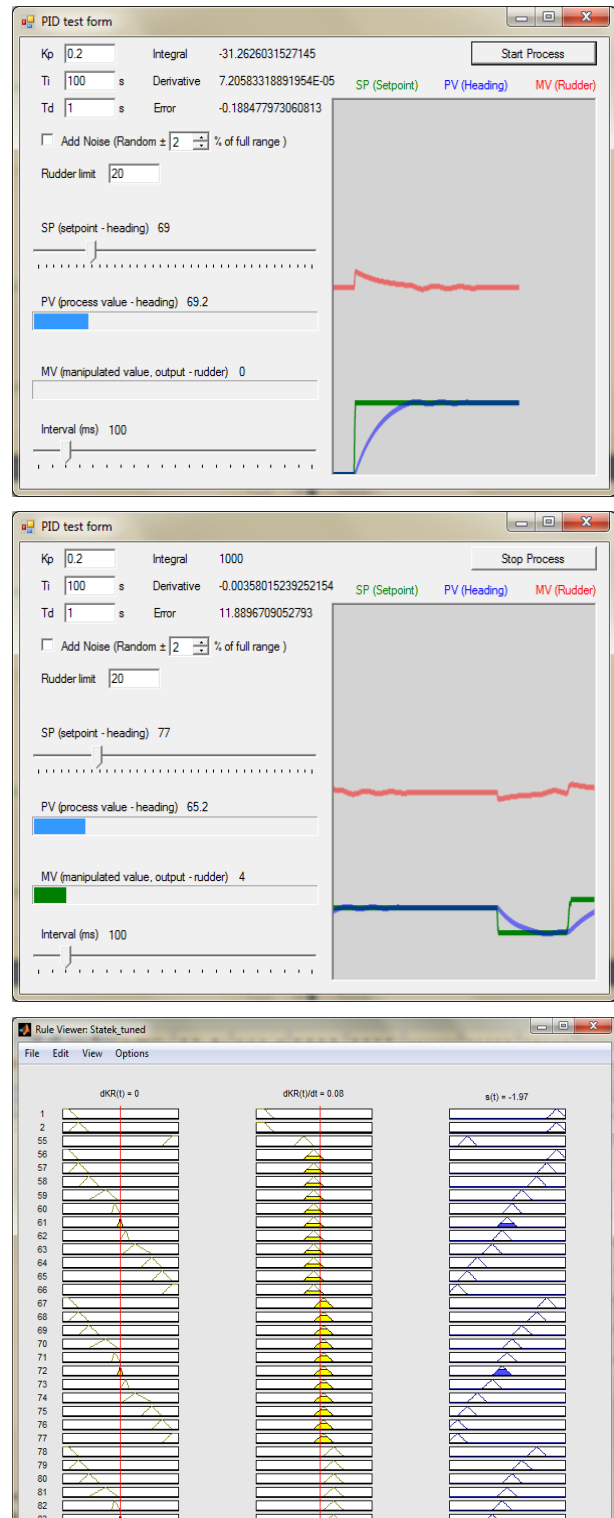 PID test form
Kp 0.2 Integral -31.2626031527145 Start Process
Ti 100 s Derivative 7.20583318891954E-05 SP (Setpoint) PV (Heading) MV (Rudder)
Td 1 s Error -0.188477973060813
Add Noise (Random ± 2 % of full range )
Rudder limit 20
SP (setpoint - heading) 69
PV (process value - heading) 69.2
MV (manipulated value, output - rudder) 0
Interval (ms) 100
PID test form
Kp 0.2 Integral 1000 Stop Process
Ti 100 s Derivative -0.00358015239252154 SP (Setpoint) PV (Heading) MV (Rudder)
Td 1 s Error 11.8896709052793
Add Noise (Random ± 2 % of full range )
Rudder limit 20
SP (setpoint - heading) 77
PV (process value - heading) 65.2
MV (manipulated value, output - rudder) 4
Interval (ms) 100
Rule Viewer: Statek_tuned
File Edit View Options
dKR(t) = 0 dKR(t)/dt = 0.08 s(t) = -1.97
1
2
55
56
57
58
59
60
61
62
63
64
65
66
67
68
69
70
71
72
73
74
75
76
77
78
79
80
81
82